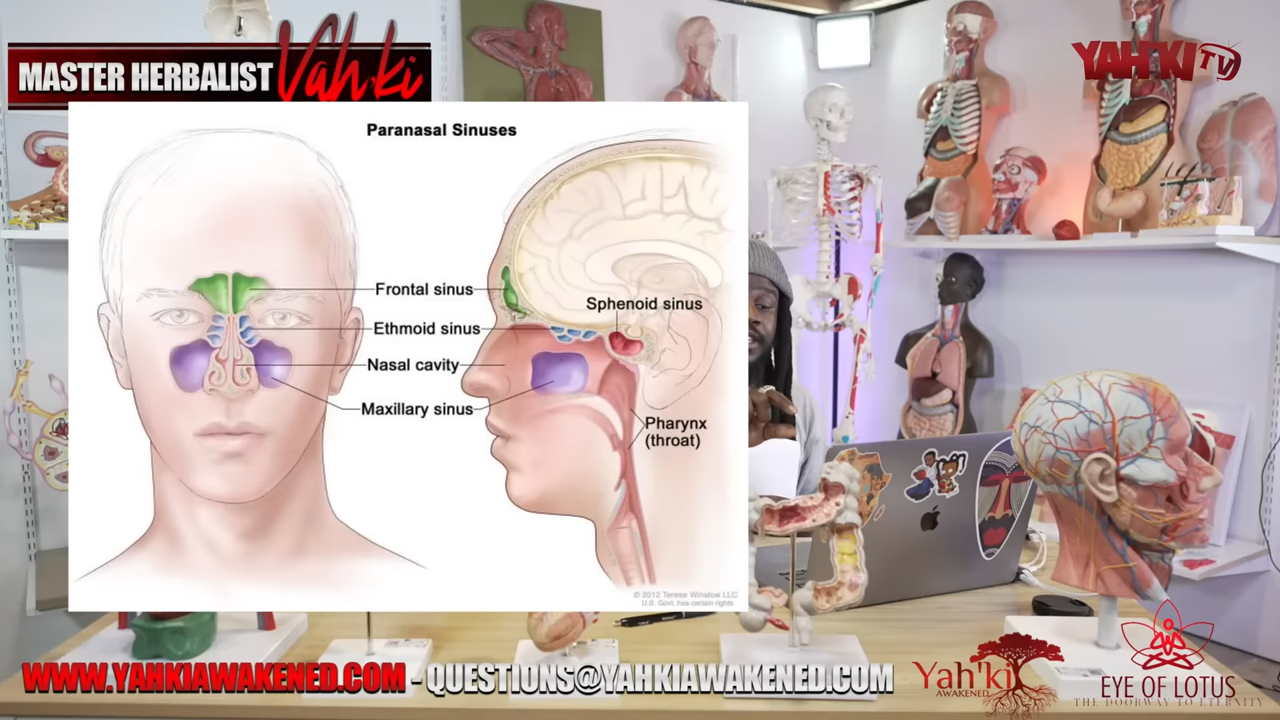 MASTER HERBALIST Yah'ki
YAH'KI TV
Paranasal Sinuses
Frontal sinus
Ethmoid sinus
Nasal cavity
Maxillary sinus
Sphenoid sinus
Pharynx
(throat)
© 2012 Terese Winslow LLC
U.S. Govt. has certain rights
WWW.YAHKIAWAKENED.COM - QUESTIONS@YAHKIAWAKENED.COM
Yah'ki
AWAKENED
EYE OF LOTUS
THE DOORWAY TO ETERNITY